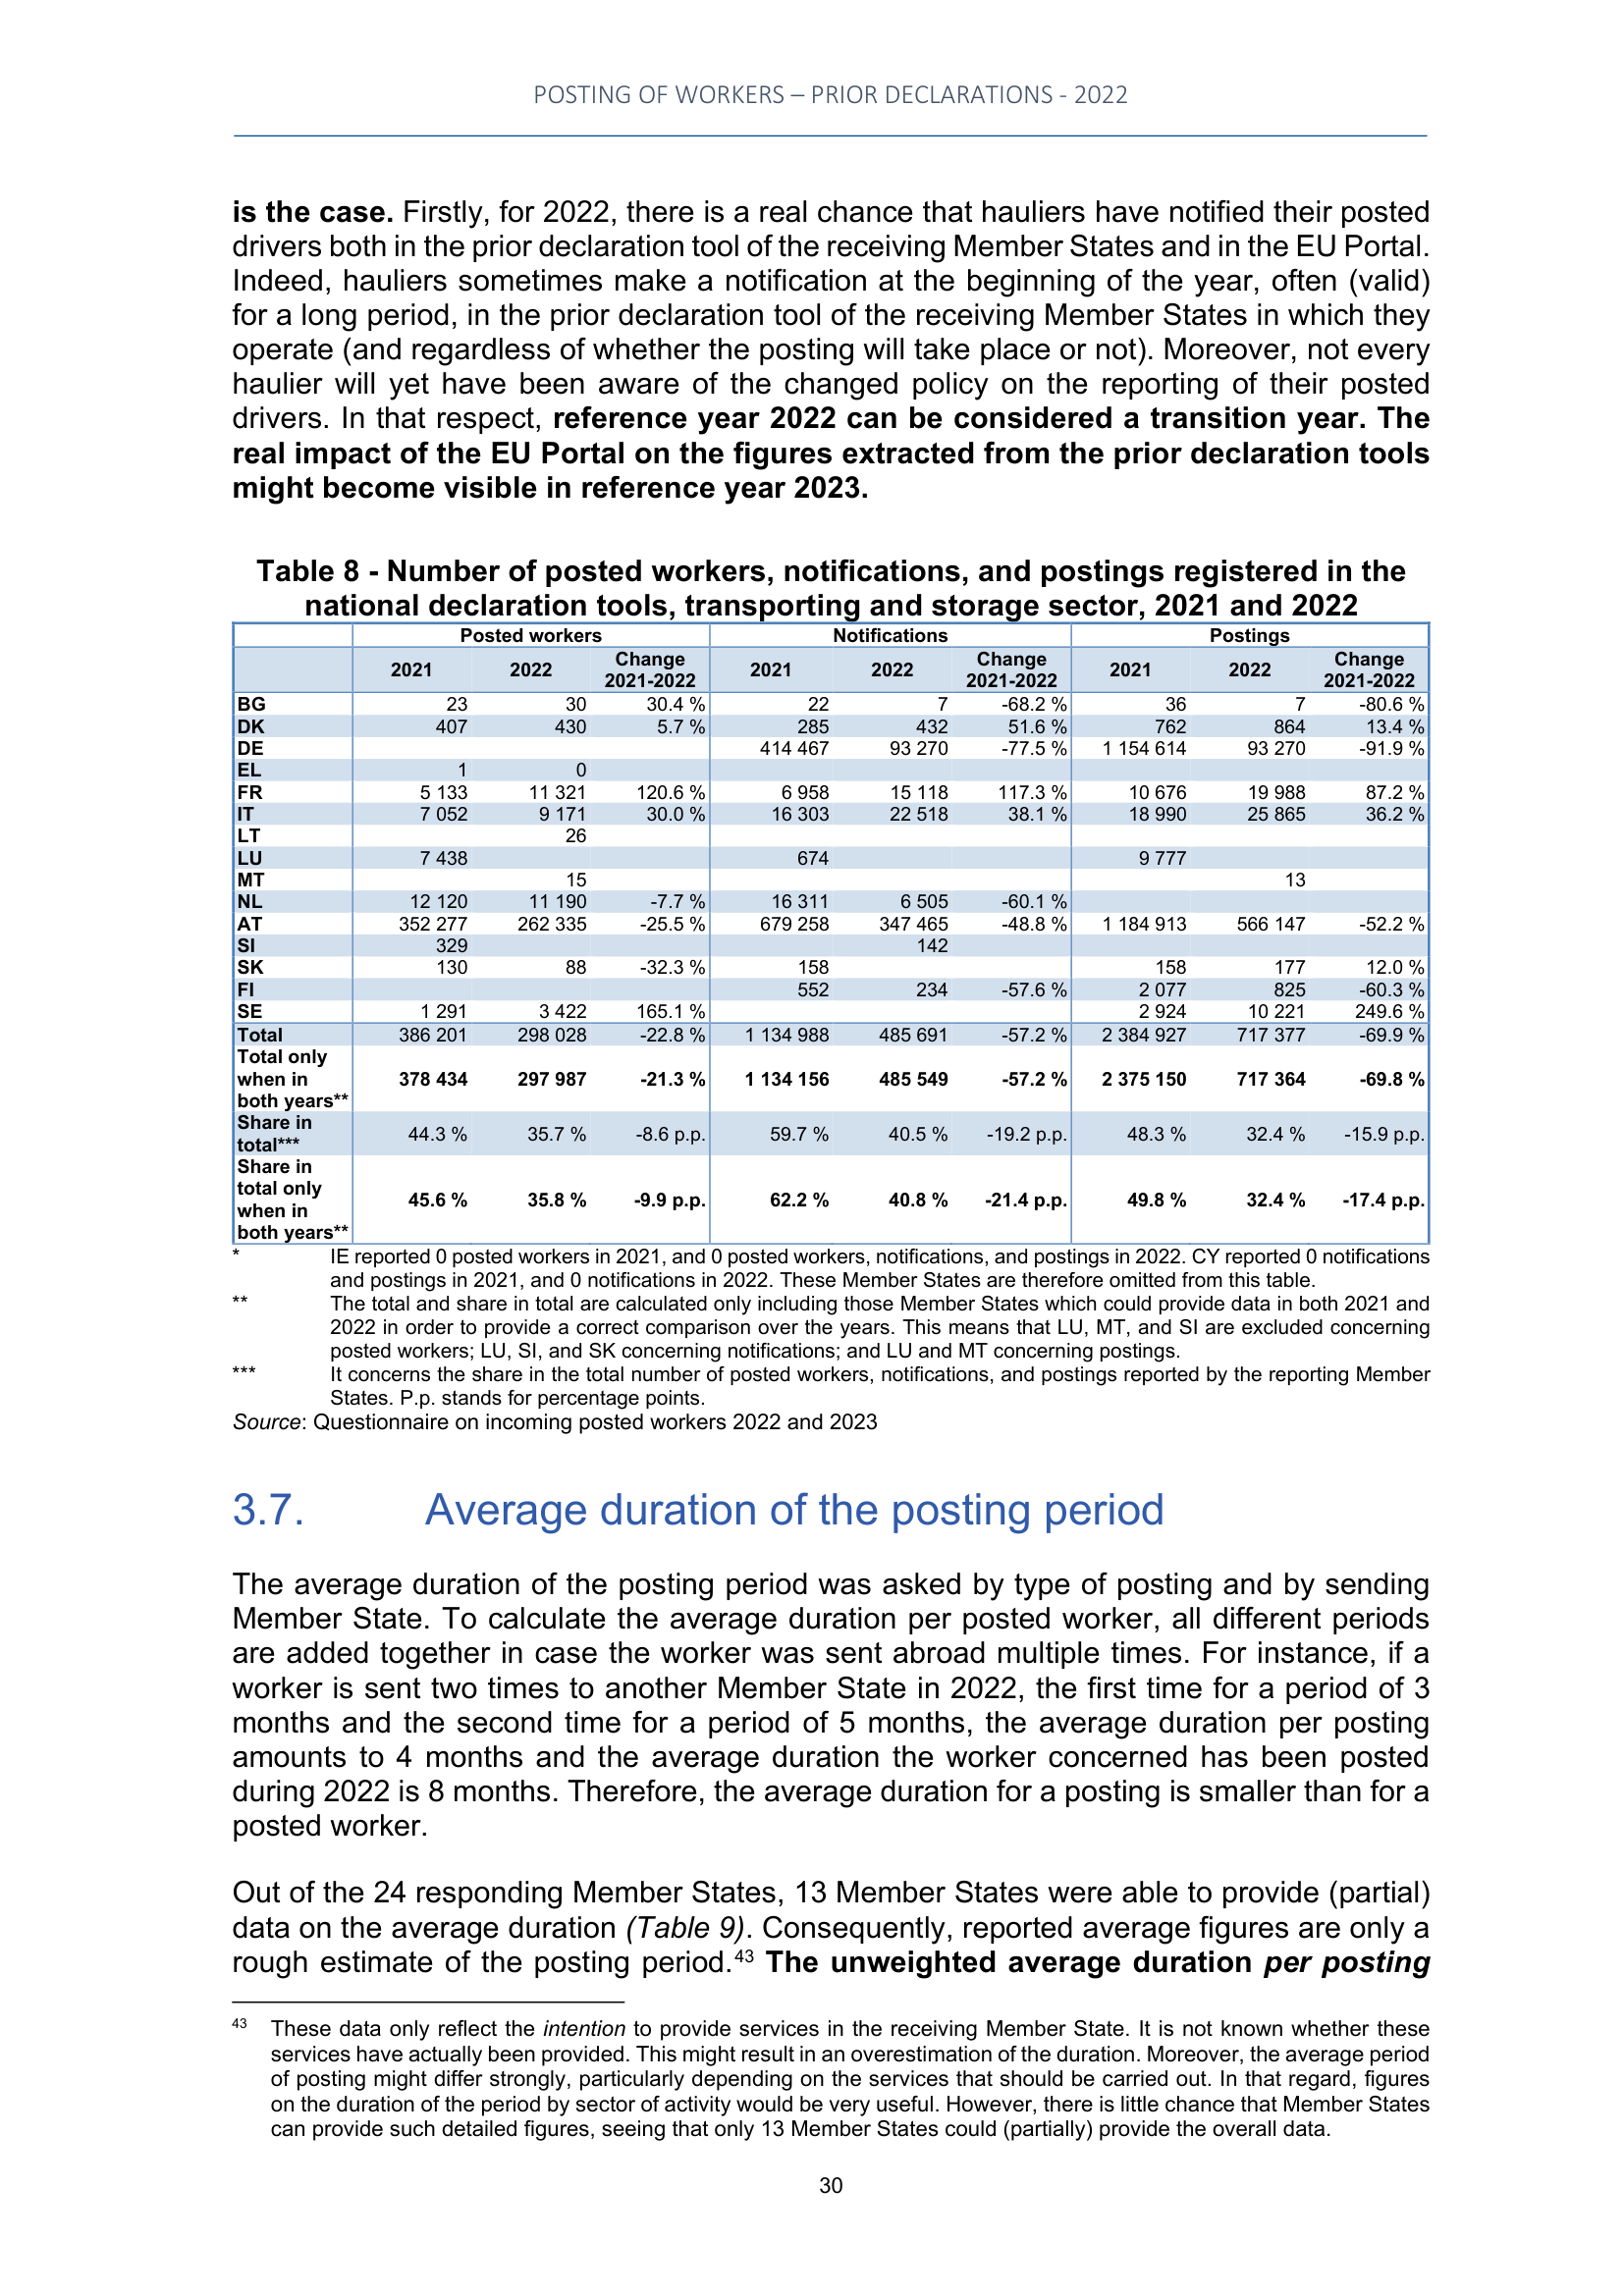 POSTING OF WORKERS – PRIOR DECLARATIONS - 2022
is the case. Firstly, for 2022, there is a real chance that hauliers have notified their posted
drivers both in the prior declaration tool of the receiving Member States and in the EU Portal.
Indeed, hauliers sometimes make a notification at the beginning of the year, often (valid)
for a long period, in the prior declaration tool of the receiving Member States in which they
operate (and regardless of whether the posting will take place or not). Moreover, not every
haulier will yet have been aware of the changed policy on the reporting of their posted
drivers. In that respect, reference year 2022 can be considered a transition year. The
real impact of the EU Portal on the figures extracted from the prior declaration tools
might become visible in reference year 2023.
Table 8 - Number of posted workers, notifications, and postings registered in the
national declaration tools, transporting and storage sector, 2021 and 2022
Posted workers Notifications Postings
2021 2022 Change 2021-2022 2021 2022 Change 2021-2022 2021 2022 Change 2021-2022
BG 23 30 30.4 % 22 7 -68.2 % 36 7 -80.6 %
DK 407 430 5.7 % 285 432 51.6 % 762 864 13.4 %
DE 414 467 93 270 -77.5 % 1 154 614 93 270 -91.9 %
EL 1 0
FR 5 133 11 321 120.6 % 6 958 15 118 117.3 % 10 676 19 988 87.2 %
IT 7 052 9 171 30.0 % 16 303 22 518 38.1 % 18 990 25 865 36.2 %
LT 26
LU 7 438 674 9 777
MT 15 13
NL 12 120 11 190 -7.7 % 16 311 6 505 -60.1 %
AT 352 277 262 335 -25.5 % 679 258 347 465 -48.8 % 1 184 913 566 147 -52.2 %
SI 329 142
SK 130 88 -32.3 % 158 158 177 12.0 %
FI 552 234 -57.6 % 2 077 825 -60.3 %
SE 1 291 3 422 165.1 % 2 924 10 221 249.6 %
Total 386 201 298 028 -22.8 % 1 134 988 485 691 -57.2 % 2 384 927 717 377 -69.9 %
Total only
when in
both years** 378 434 297 987 -21.3 % 1 134 156 485 549 -57.2 % 2 375 150 717 364 -69.8 %
Share in
total*** 44.3 % 35.7 % -8.6 p.p. 59.7 % 40.5 % -19.2 p.p. 48.3 % 32.4 % -15.9 p.p.
Share in
total only
when in
both years** 45.6 % 35.8 % -9.9 p.p. 62.2 % 40.8 % -21.4 p.p. 49.8 % 32.4 % -17.4 p.p.
* IE reported 0 posted workers in 2021, and 0 posted workers, notifications, and postings in 2022. CY reported 0 notifications
and postings in 2021, and 0 notifications in 2022. These Member States are therefore omitted from this table.
** The total and share in total are calculated only including those Member States which could provide data in both 2021 and
2022 in order to provide a correct comparison over the years. This means that LU, MT, and SI are excluded concerning
posted workers; LU, SI, and SK concerning notifications; and LU and MT concerning postings.
*** It concerns the share in the total number of posted workers, notifications, and postings reported by the reporting Member
States. P.p. stands for percentage points.
Source: Questionnaire on incoming posted workers 2022 and 2023
3.7. Average duration of the posting period
The average duration of the posting period was asked by type of posting and by sending
Member State. To calculate the average duration per posted worker, all different periods
are added together in case the worker was sent abroad multiple times. For instance, if a
worker is sent two times to another Member State in 2022, the first time for a period of 3
months and the second time for a period of 5 months, the average duration per posting
amounts to 4 months and the average duration the worker concerned has been posted
during 2022 is 8 months. Therefore, the average duration for a posting is smaller than for a
posted worker.
Out of the 24 responding Member States, 13 Member States were able to provide (partial)
data on the average duration (Table 9). Consequently, reported average figures are only a
rough estimate of the posting period.43 The unweighted average duration per posting
43 These data only reflect the intention to provide services in the receiving Member State. It is not known whether these
services have actually been provided. This might result in an overestimation of the duration. Moreover, the average period
of posting might differ strongly, particularly depending on the services that should be carried out. In that regard, figures
on the duration of the period by sector of activity would be very useful. However, there is little chance that Member States
can provide such detailed figures, seeing that only 13 Member States could (partially) provide the overall data.
30